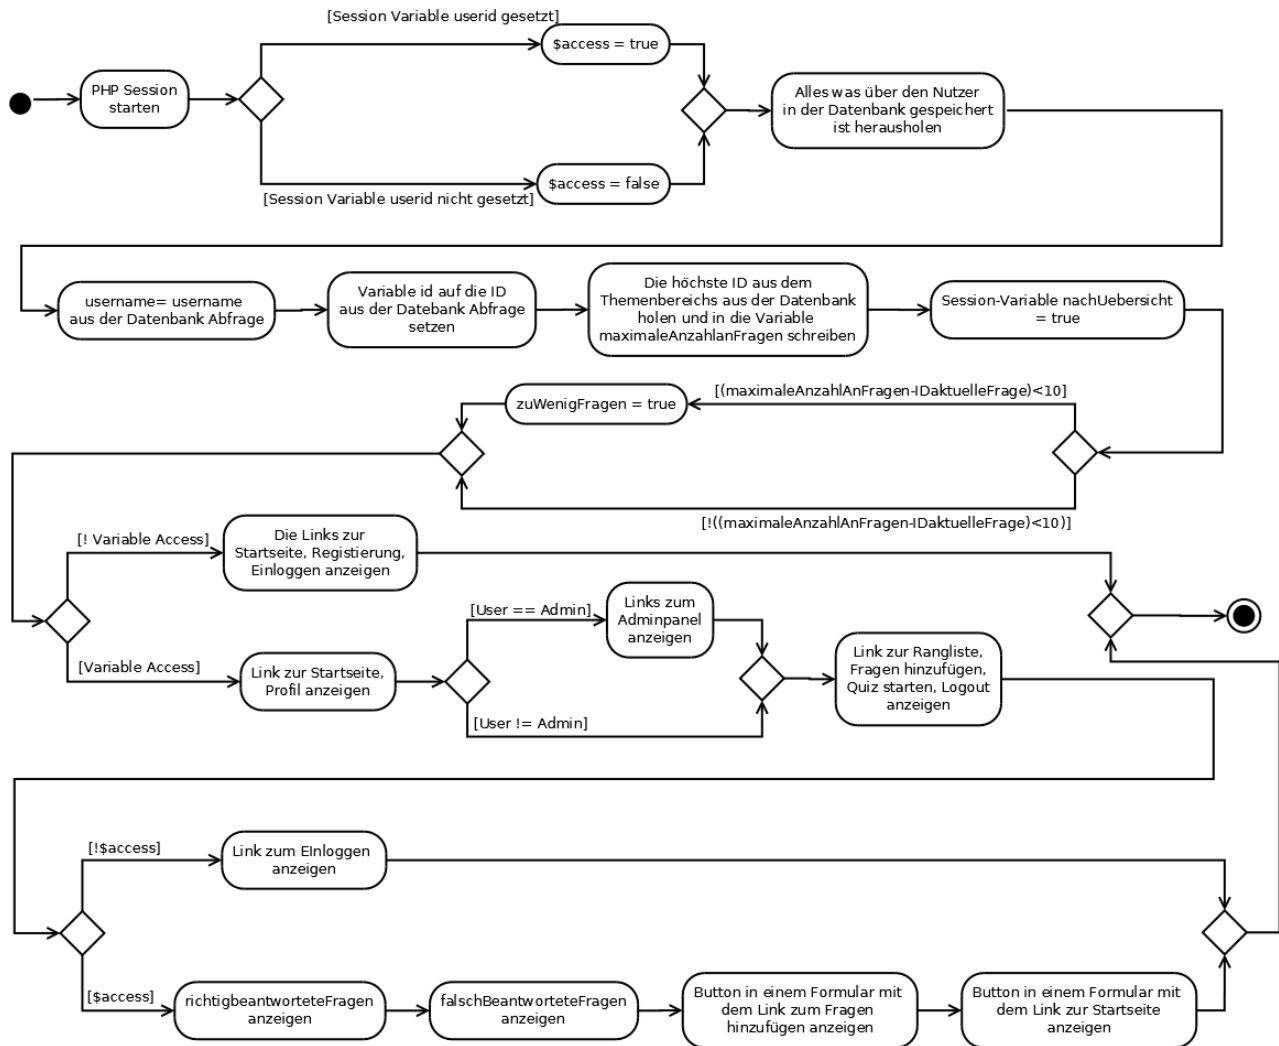 [Session Variable userid gesetzt]
$access = true
PHP Session
starten
Alles was über den Nutzer
in der Datenbank gespeichert
ist herausholen
$access = false
[Session Variable userid nicht gesetzt]
username= username
aus der Datenbank Abfrage
Variable id auf die ID
aus der Datebank Abfrage
setzen
Die höchste ID aus dem
Themenbereichs aus der Datenbank
holen und in die Variable
maximaleAnzahlanFragen schreiben
Session-Variable nachUebersicht
= true
[(maximaleAnzahlAnFragen-IDaktuelleFrage)<10]
zuWenigFragen = true
[!((maximaleAnzahlAnFragen-IDaktuelleFrage)<10)]
[! Variable Access]
Die Links zur
Startseite, Registierung,
Einloggen anzeigen
[Variable Access]
Link zur Startseite,
Profil anzeigen
[User == Admin]
Links zum
Adminpanel
anzeigen
[User != Admin]
Link zur Rangliste,
Fragen hinzufügen,
Quiz starten, Logout
anzeigen
[!$access]
Link zum EInloggen
anzeigen
[$access]
richtigbeantworteteFragen
anzeigen
falschBeantworteteFragen
anzeigen
Button in einem Formular mit
dem Link zum Fragen
hinzufügen anzeigen
Button in einem Formular mit
dem Link zur Startseite
anzeigen